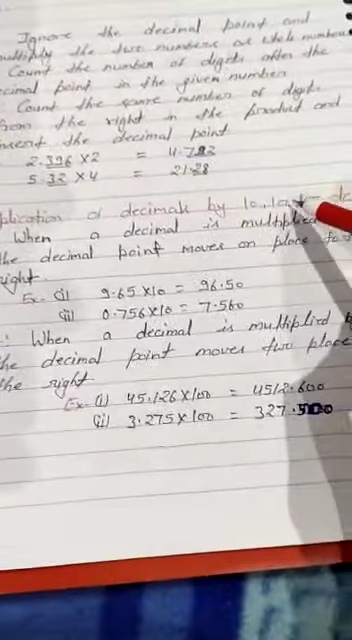 Ignore the decimal point and
multiply the two numbers as whole numbers
Count the number of digits after the
decimal point in the given number
Count the same number of digits
from the right in the product and
insert the decimal point
2.396 × 2 = 4.792
5.32 × 4 = 21.28
plication of decimals by 10,
When a decimal is multiplied
the decimal point moves on place to
right.
Ex. (i) 9.65×10 = 96.50
(ii) 0.756×10 = 7.560
When a decimal is multiplied b
the decimal point moves two place
the right
Ex (i) 45.126×100 = 4512.600
(ii) 3.275×100 = 327.500